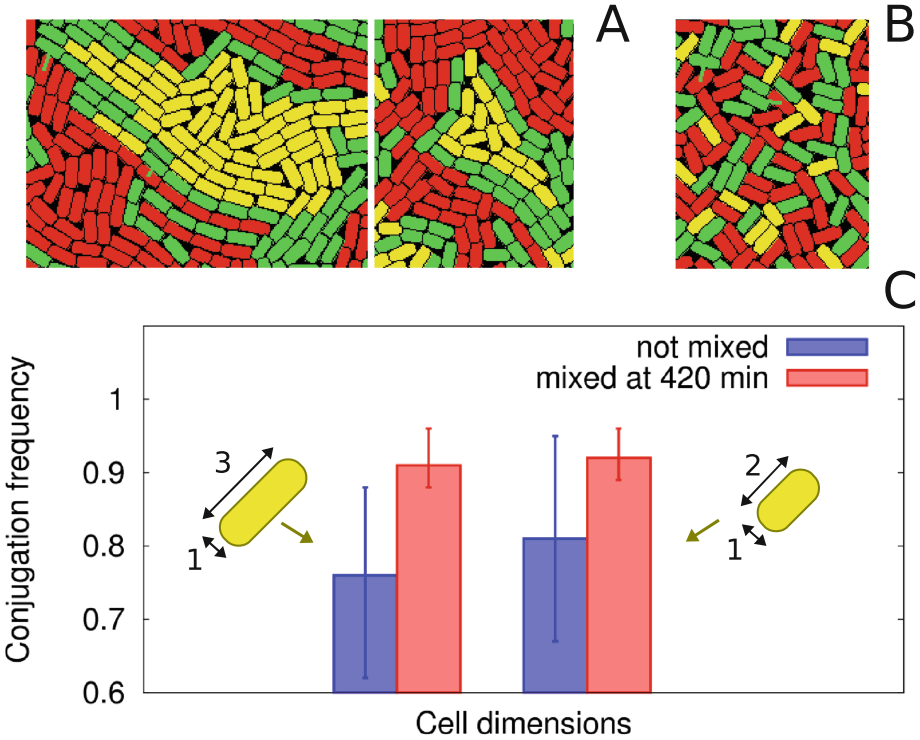 A
B
C
not mixed
mixed at 420 min
Conjugation frequency
1
0.9
0.8
0.7
0.6
3
1
2
1
Cell dimensions